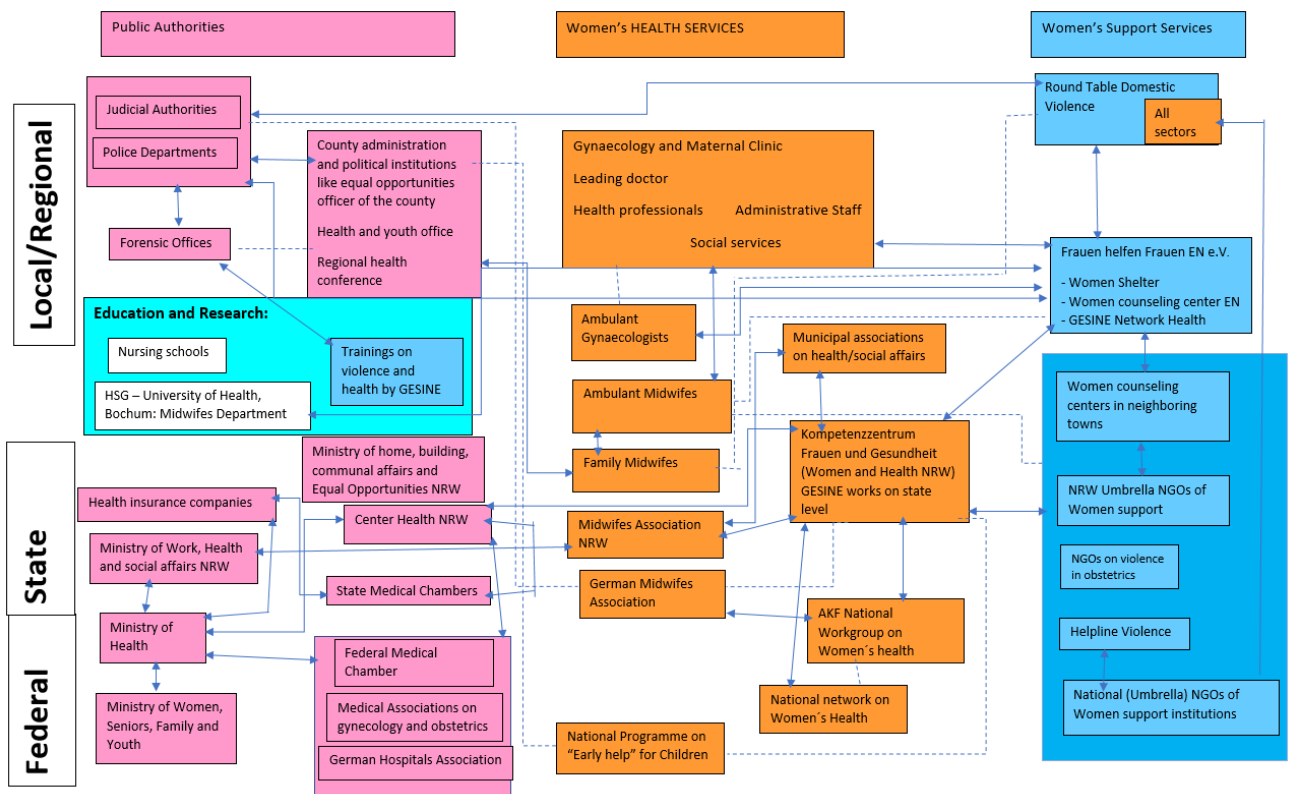 Public Authorities
Women's HEALTH SERVICES
Women's Support Services
Local/Regional
Judicial Authorities
Police Departments
Forensic Offices
County administration
and political institutions
like equal opportunities
officer of the county
Health and youth office
Regional health
conference
Gynaecology and Maternal Clinic
Leading doctor
Health professionals Administrative Staff
Social services
Round Table Domestic
Violence
All
sectors
Frauen helfen Frauen EN e.V.
- Women Shelter
- Women counseling center EN
- GESINE Network Health
Education and Research:
Nursing schools
HSG – University of Health,
Bochum: Midwifes Department
Trainings on
violence and
health by GESINE
Ambulant
Gynaecologists
Municipal associations
on health/social affairs
Ambulant Midwifes
Family Midwifes
Women counseling
centers in neighboring
towns
State
Ministry of home, building,
communal affairs and
Equal Opportunities NRW
Kompetenzzentrum
Frauen und Gesundheit
(Women and Health NRW)
GESINE works on state
level
Health insurance companies
Center Health NRW
Midwifes Association
NRW
NRW Umbrella NGOs of
Women support
Ministry of Work, Health
and social affairs NRW
State Medical Chambers
German Midwifes
Association
NGOs on violence
in obstetrics
Federal
Ministry of
Health
Federal Medical
Chamber
AKF National
Workgroup on
Women´s health
Helpline Violence
Ministry of Women,
Seniors, Family and
Youth
Medical Associations on
gynecology and obstetrics
German Hospitals Association
National network on
Women´s Health
National (Umbrella) NGOs of
Women support institutions
National Programme on
“Early help” for Children